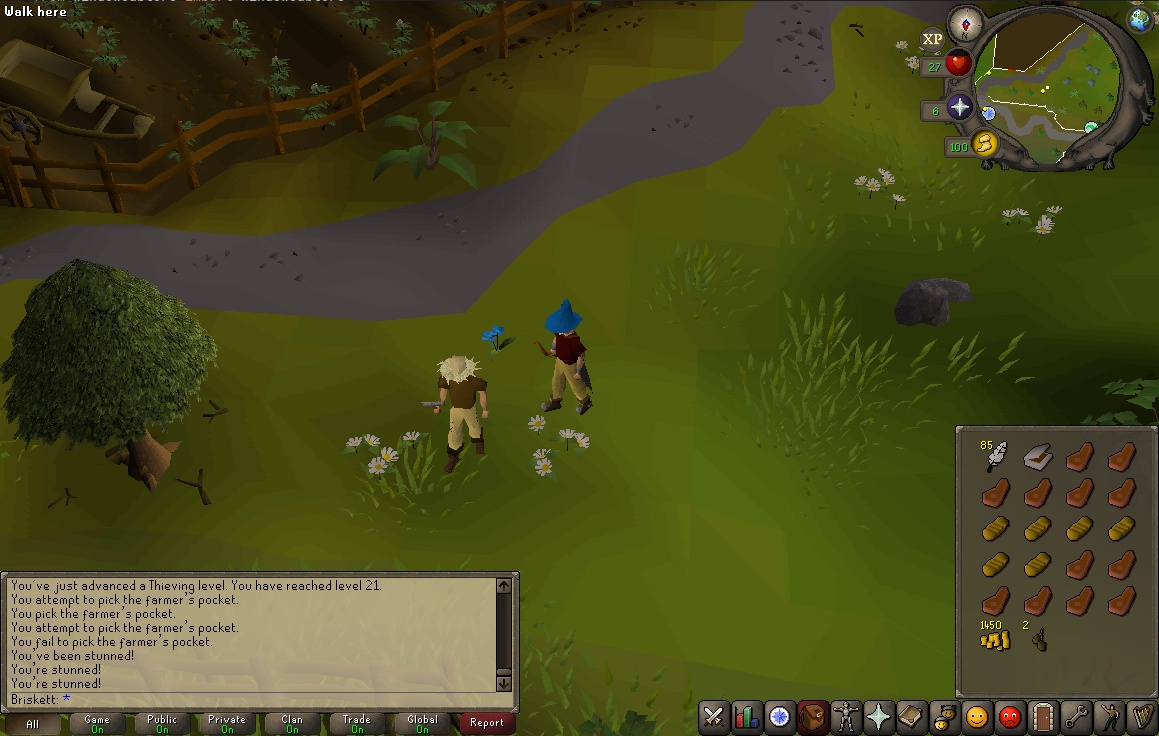 Walk here
XP
27
6
100
85
1450
2
You've just advanced a Thieving level. You have reached level 21.
You attempt to pick the farmer's pocket.
You pick the farmer's pocket.
You attempt to pick the farmer's pocket.
You fail to pick the farmer's pocket.
You've been stunned!
You're stunned!
You're stunned!
Briskett: *
All
Game
On
Public
On
Private
On
Clan
On
Trade
On
Global
On
Report